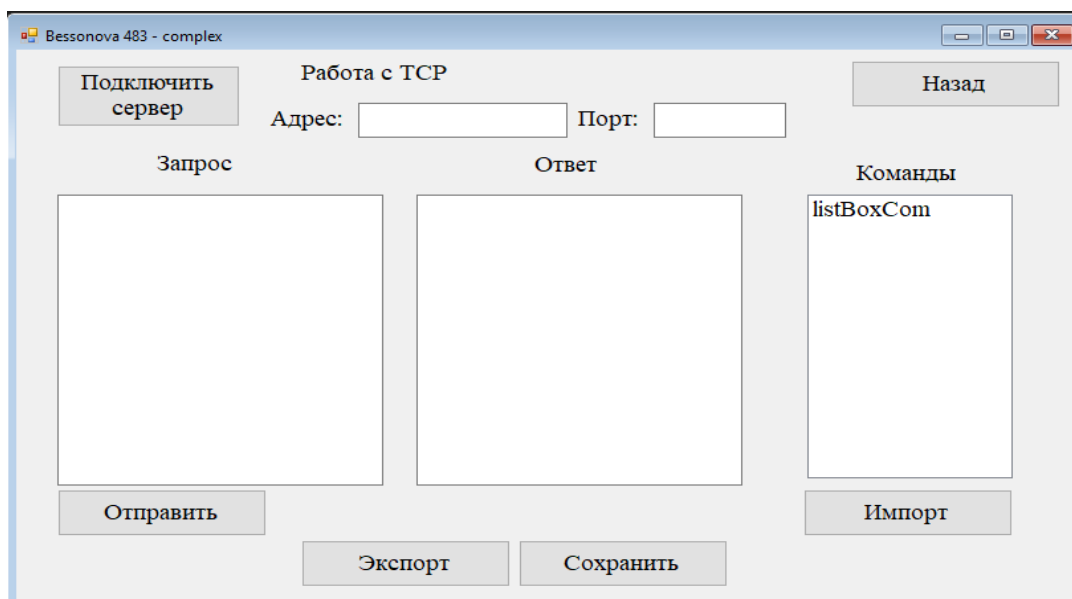 Bessonova 483 - complex
Подключить
сервер
Работа с TCP
Назад
Адрес:
Порт:
Запрос
Ответ
Команды
listBoxCom
Отправить
Импорт
Экспорт
Сохранить